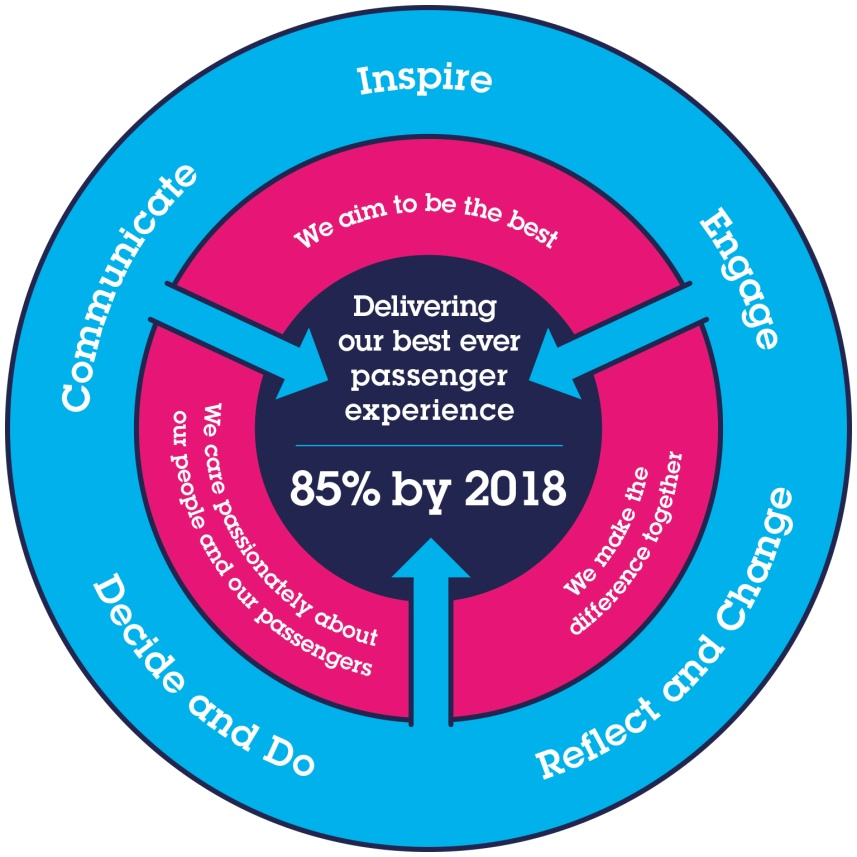 Inspire
Engage
Reflect and Change
Decide and Do
Communicate
We aim to be the best
We make the
difference together
We care passionately about
our people and our passengers
Delivering
our best ever
passenger
experience
85% by 2018